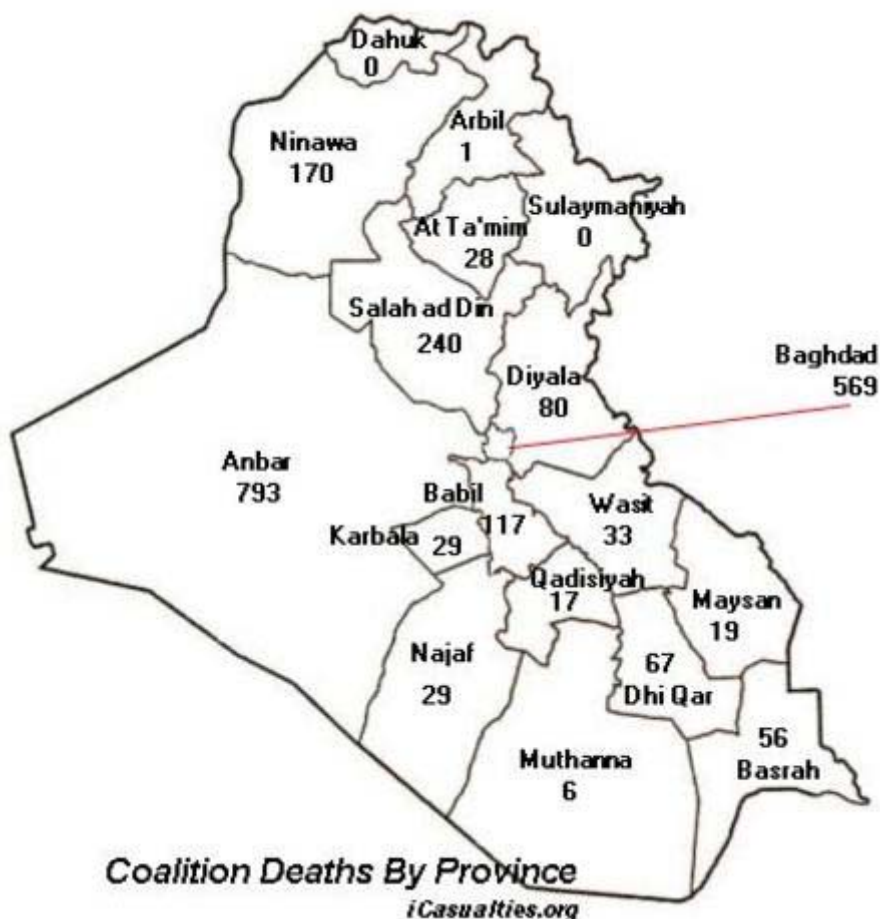 Dahuk
0
Ninawa
170
Arbil
1
Sulaymaniyah
0
At Ta'mim
28
Salah ad Din
240
Baghdad
569
Diyala
80
Anbar
793
Babil
117
Wasit
33
Karbala
29
Qadisiyah
17
Maysan
19
Najaf
29
67
Dhi Qar
56
Basrah
Muthanna
6
Coalition Deaths By Province
iCasualties.org